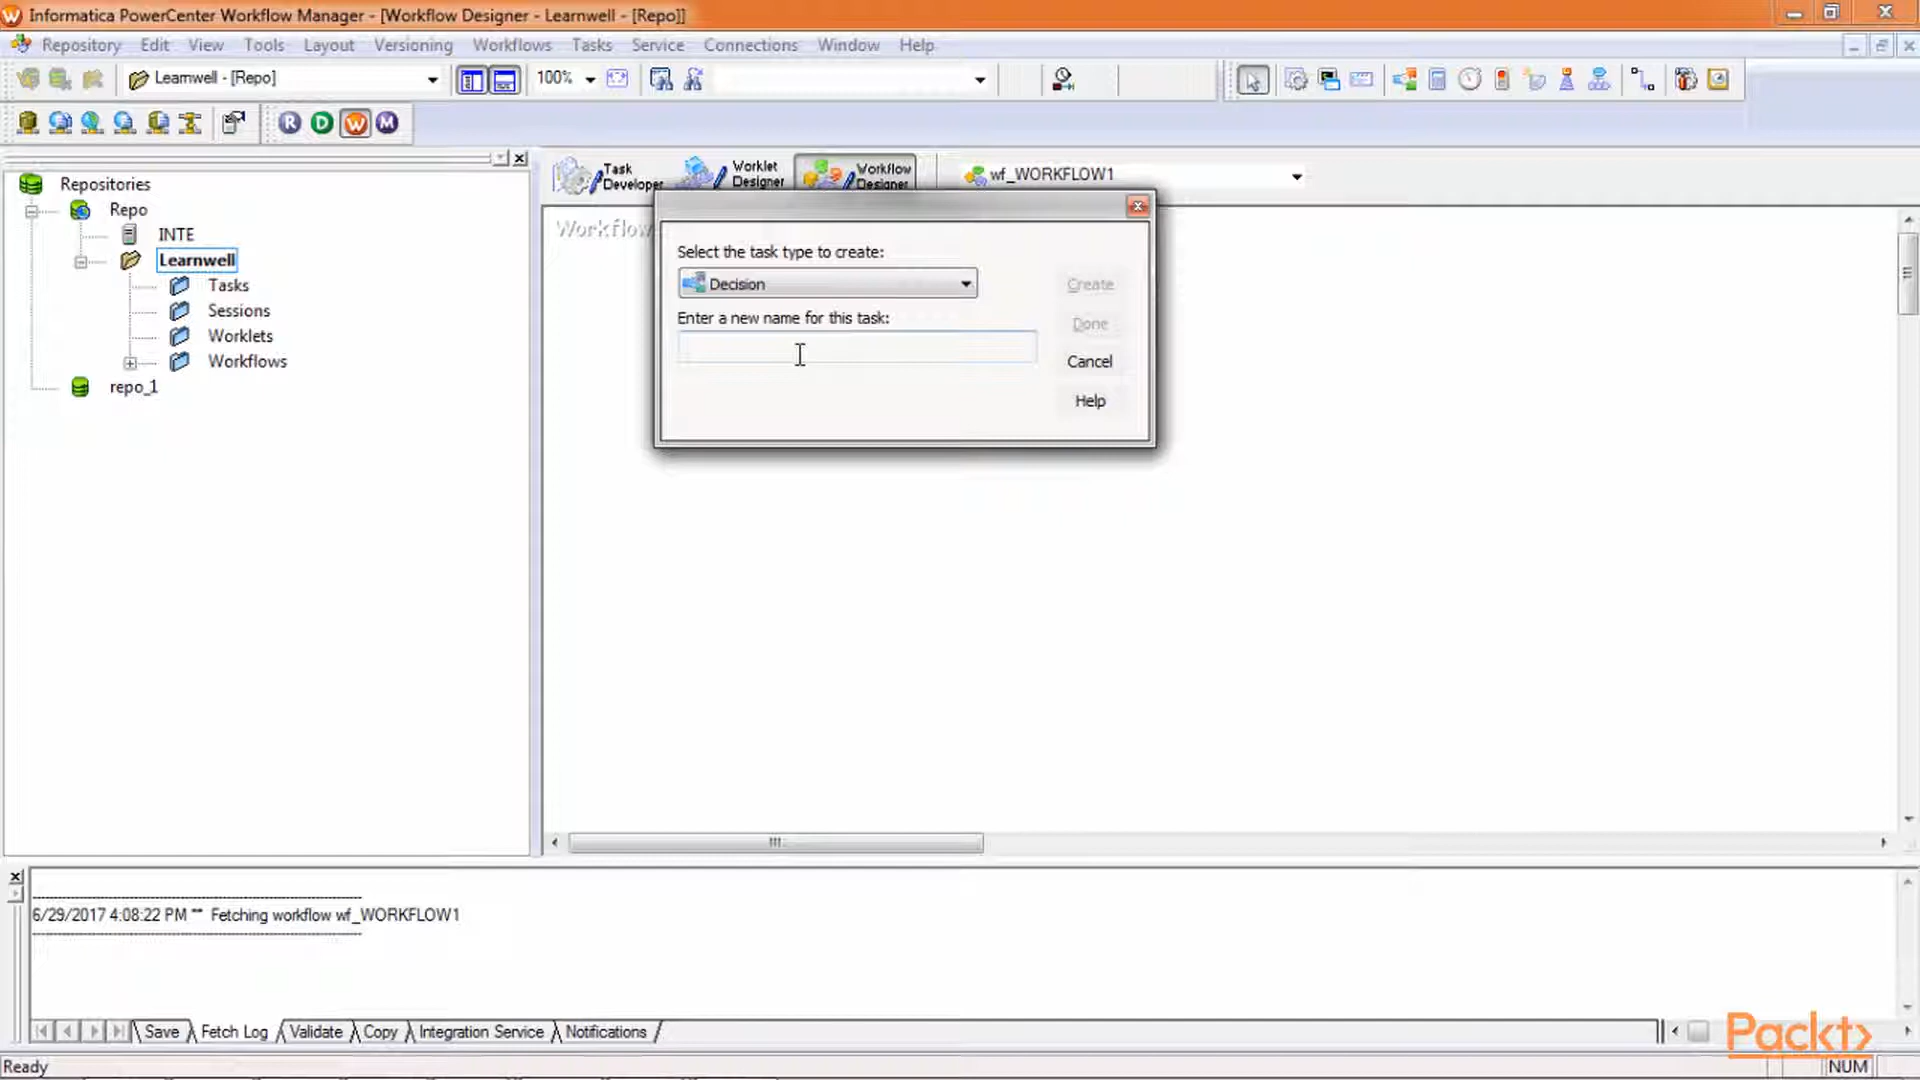 Informatica PowerCenter Workflow Manager - [Workflow Designer - Learnwell - [Repo]]
Repository Edit View Tools Layout Versioning Workflows Tasks Service Connections Window Help
Learnwell - [Repo] 100%
R D W M
Task Developer
Worklet Designer
Workflow Designer
wf_WORKFLOW1
Repositories
Repo
INTE
Learnwell
Tasks
Sessions
Worklets
Workflows
repo_1
Workflow
Select the task type to create:
Decision
Create
Enter a new name for this task:
Done
Cancel
Help
6/29/2017 4:08:22 PM ** Fetching workflow wf_WORKFLOW1
Save Fetch Log Validate Copy Integration Service Notifications
Packt>
Ready
NUM